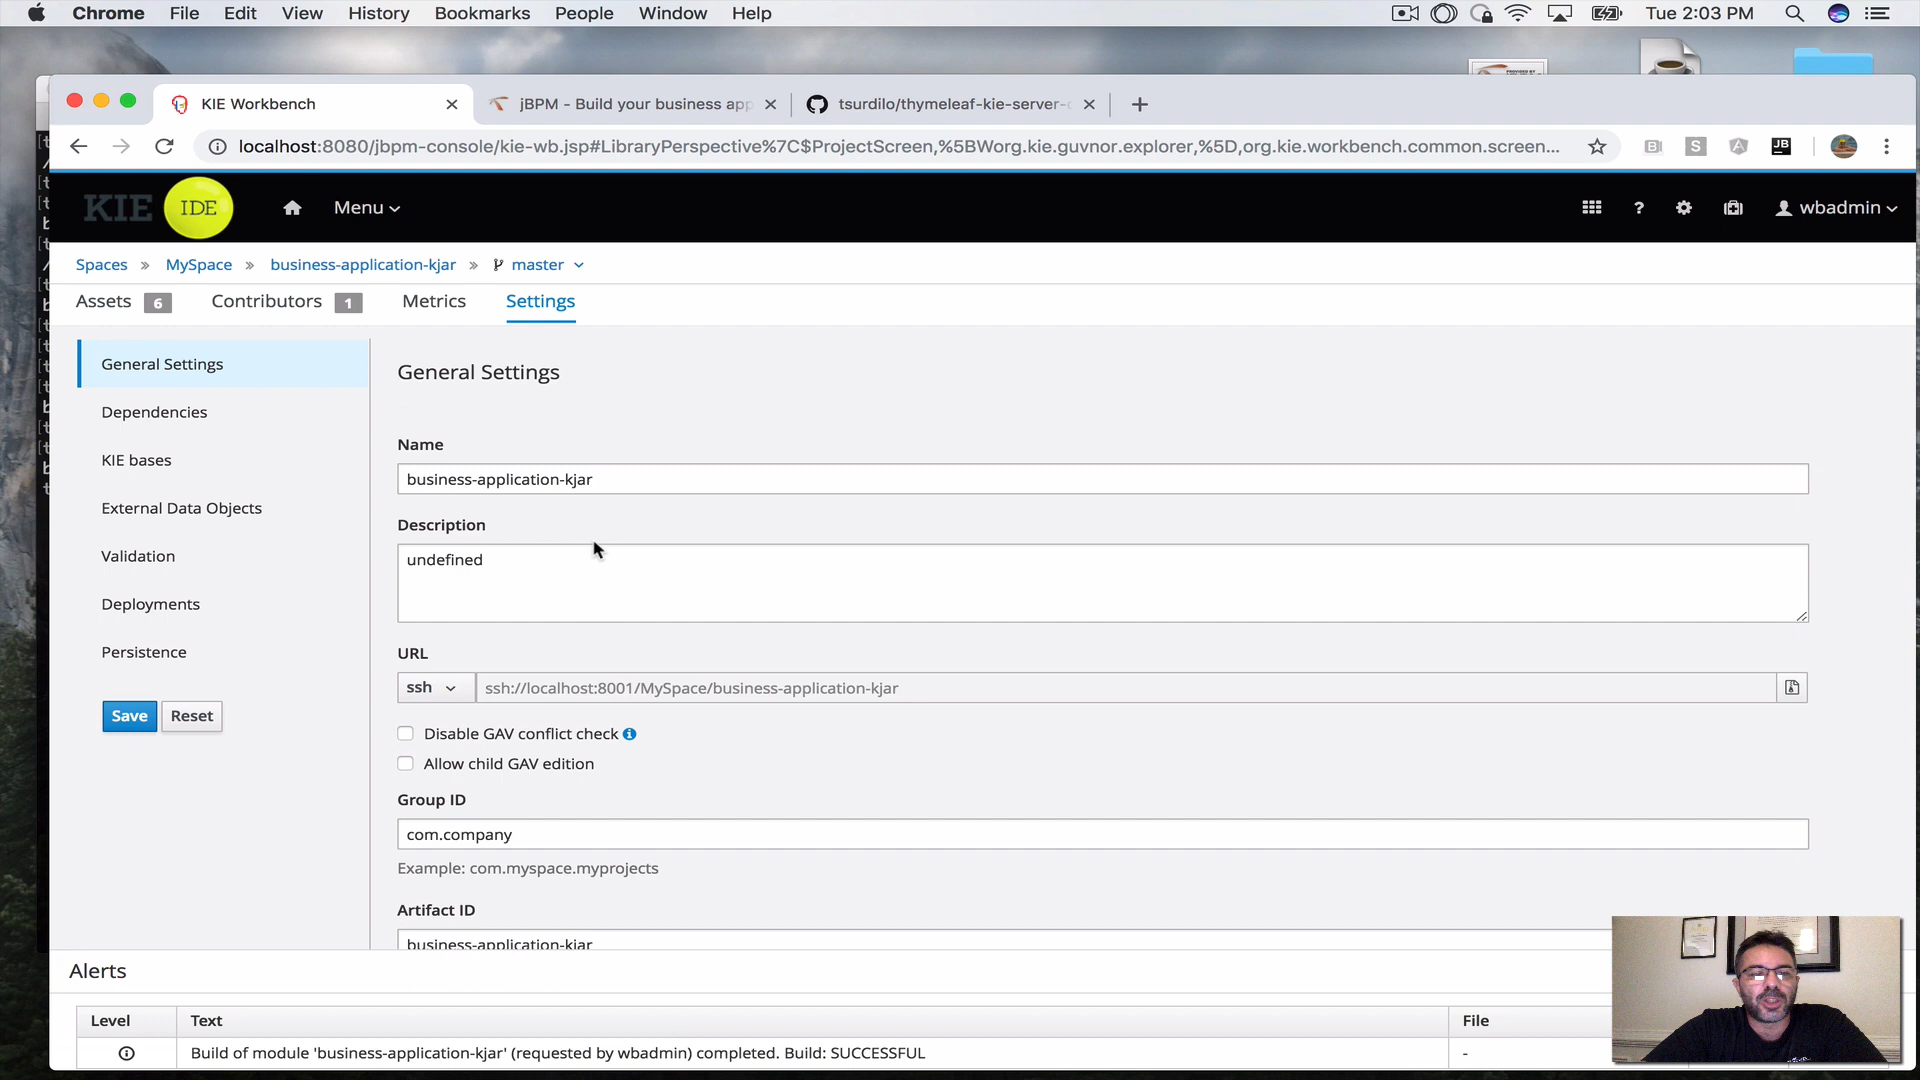 Chrome File Edit View History Bookmarks People Window Help Tue 2:03 PM
KIE Workbench jBPM - Build your business app tsurdilo/thymeleaf-kie-server-
localhost:8080/jbpm-console/kie-wb.jsp#LibraryPerspective%7C$ProjectScreen,%5BWorg.kie.guvnor.explorer,%5D,org.kie.workbench.common.screen...
KIE IDE Menu ? wbadmin
Spaces » MySpace » business-application-kjar » master
Assets 6 Contributors 1 Metrics Settings
General Settings
Dependencies
KIE bases
External Data Objects
Validation
Deployments
Persistence
Save Reset
General Settings
Name
business-application-kjar
Description
undefined
URL
ssh ssh://localhost:8001/MySpace/business-application-kjar
Disable GAV conflict check
Allow child GAV edition
Group ID
com.company
Example: com.myspace.myprojects
Artifact ID
business-application-kjar
Alerts
Level Text File
Build of module 'business-application-kjar' (requested by wbadmin) completed. Build: SUCCESSFUL -